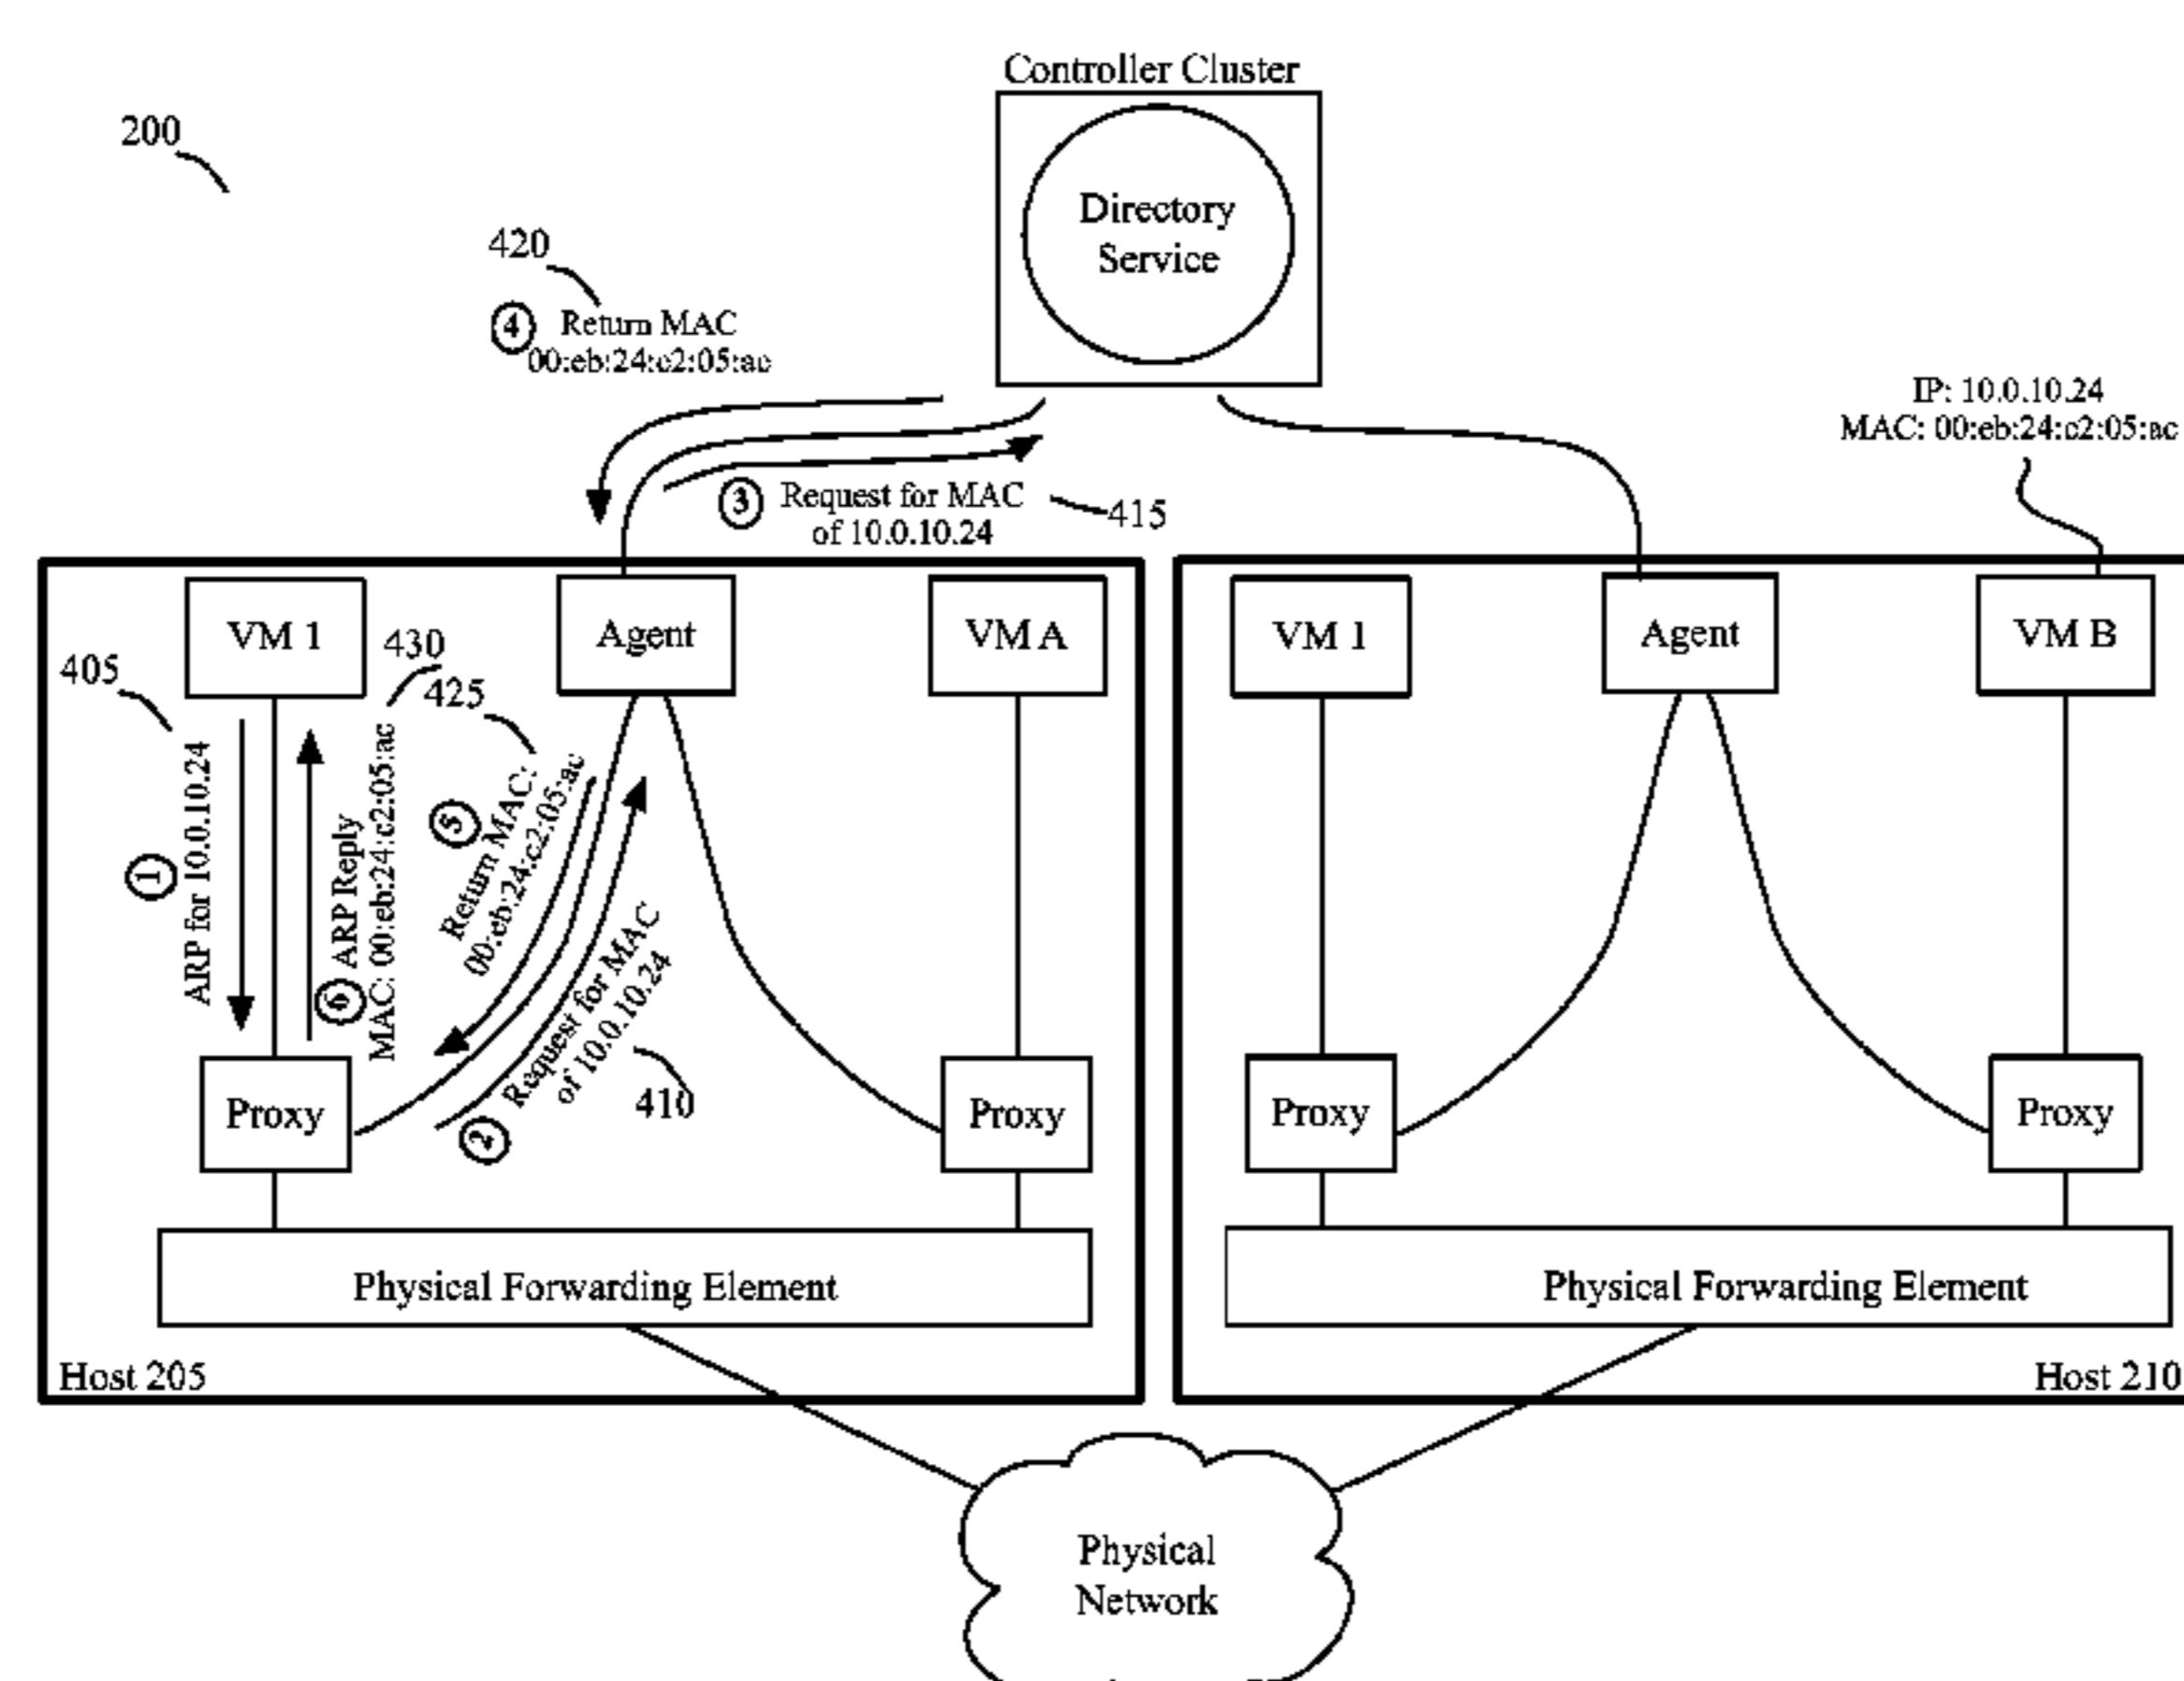 Controller Cluster
200
Directory
Service
420
④ Return MAC
00:eb:24:c2:05:ac
IP: 10.0.10.24
MAC: 00:eb:24:c2:05:ac
③ Request for MAC
of 10.0.10.24
415
VM 1
Agent
VM A
VM 1
Agent
VM B
405
430
425
① ARP for 10.0.10.24
⑥ ARP Reply
MAC: 00:eb:24:c2:05:ac
⑤ Return MAC:
00:eb:24:c2:05:ac
② Request for MAC
of 10.0.10.24
410
Proxy
Proxy
Proxy
Proxy
Physical Forwarding Element
Physical Forwarding Element
Host 205
Host 210
Physical
Network